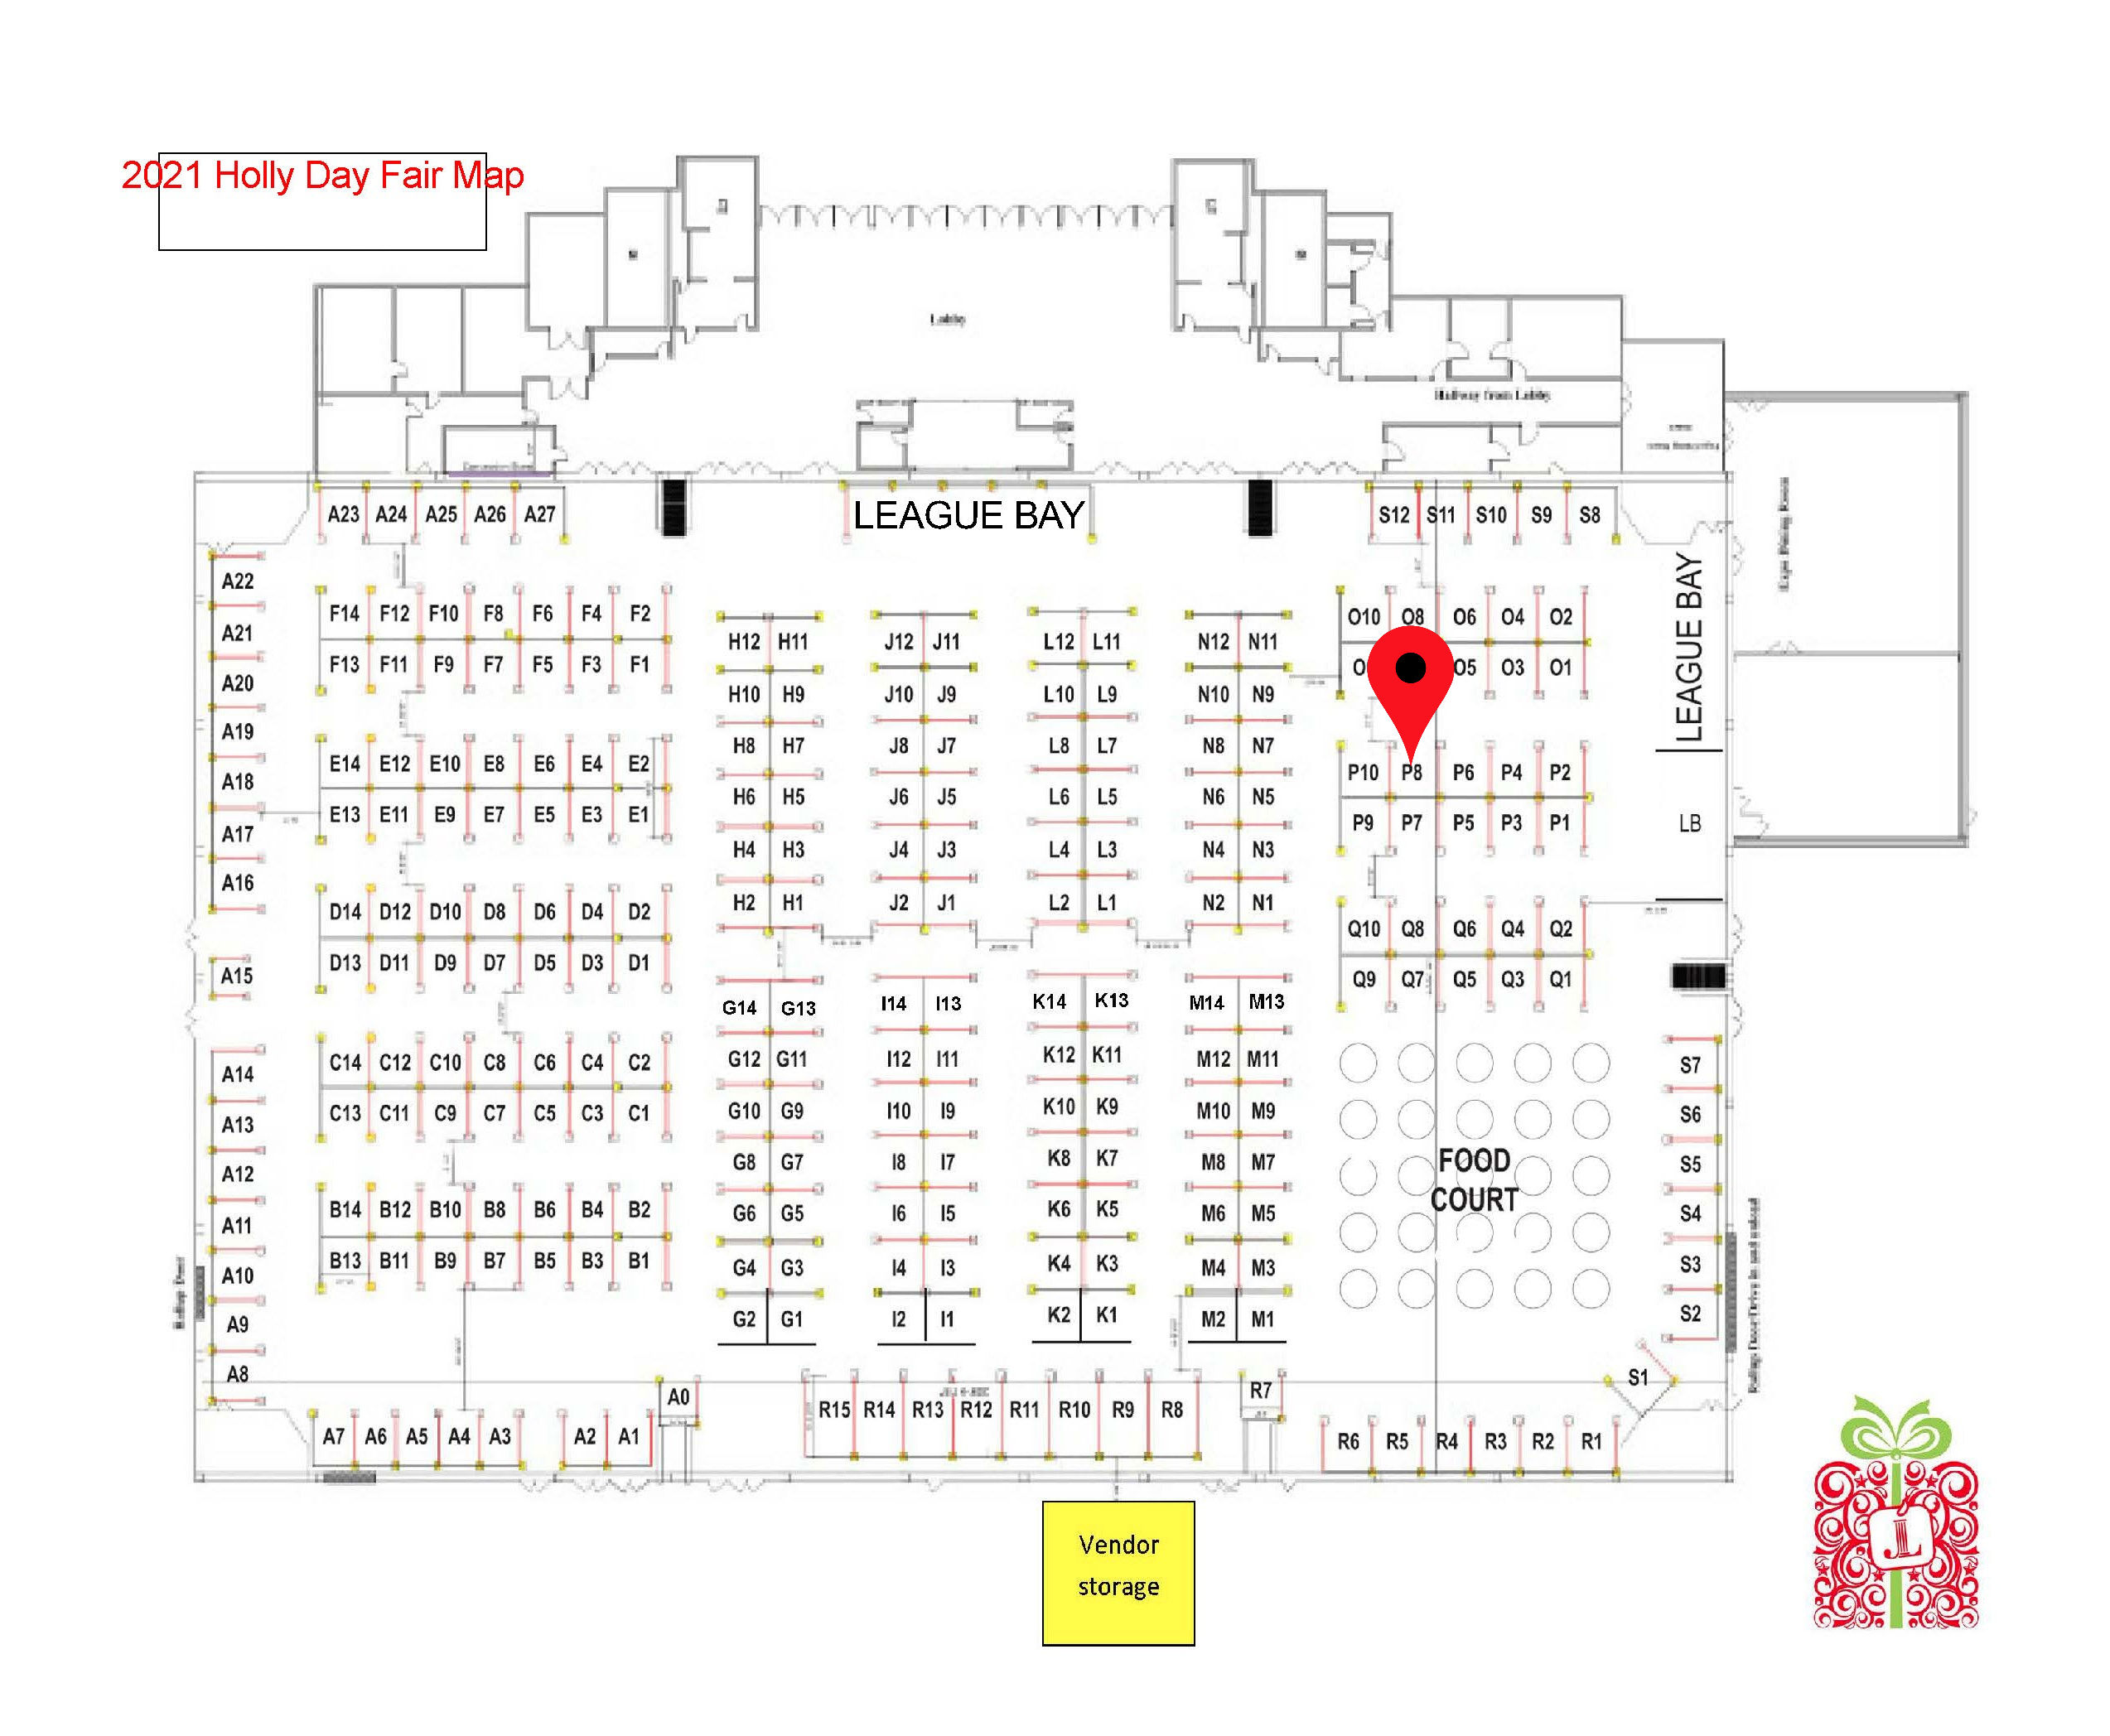 2021 Holly Day Fair Map
Lobby
Hallway from Lobby
LEAGUE BAY
A23 A24 A25 A26 A27
S12 S11 S10 S9 S8
A22
A21
A20
A19
A18
A17
A16
A15
A14
A13
A12
A11
A10
A9
A8
F14 F12 F10 F8 F6 F4 F2
F13 F11 F9 F7 F5 F3 F1
E14 E12 E10 E8 E6 E4 E2
E13 E11 E9 E7 E5 E3 E1
D14 D12 D10 D8 D6 D4 D2
D13 D11 D9 D7 D5 D3 D1
C14 C12 C10 C8 C6 C4 C2
C13 C11 C9 C7 C5 C3 C1
B14 B12 B10 B8 B6 B4 B2
B13 B11 B9 B7 B5 B3 B1
H12 H11
H10 H9
H8 H7
H6 H5
H4 H3
H2 H1
G14 G13
G12 G11
G10 G9
G8 G7
G6 G5
G4 G3
G2 G1
J12 J11
J10 J9
J8 J7
J6 J5
J4 J3
J2 J1
I14 I13
I12 I11
I10 I9
I8 I7
I6 I5
I4 I3
I2 I1
L12 L11
L10 L9
L8 L7
L6 L5
L4 L3
L2 L1
K14 K13
K12 K11
K10 K9
K8 K7
K6 K5
K4 K3
K2 K1
N12 N11
N10 N9
N8 N7
N6 N5
N4 N3
N2 N1
M14 M13
M12 M11
M10 M9
M8 M7
M6 M5
M4 M3
M2 M1
O10 O8 O6 O4 O2
O5 O3 O1
P10 P8 P6 P4 P2
P9 P7 P5 P3 P1
Q10 Q8 Q6 Q4 Q2
Q9 Q7 Q5 Q3 Q1
LEAGUE BAY
LB
FOOD
COURT
S7
S6
S5
S4
S3
S2
S1
A7 A6 A5 A4 A3 A2 A1
A0
R15 R14 R13 R12 R11 R10 R9 R8
R7
R6 R5 R4 R3 R2 R1
Vendor
storage
JL